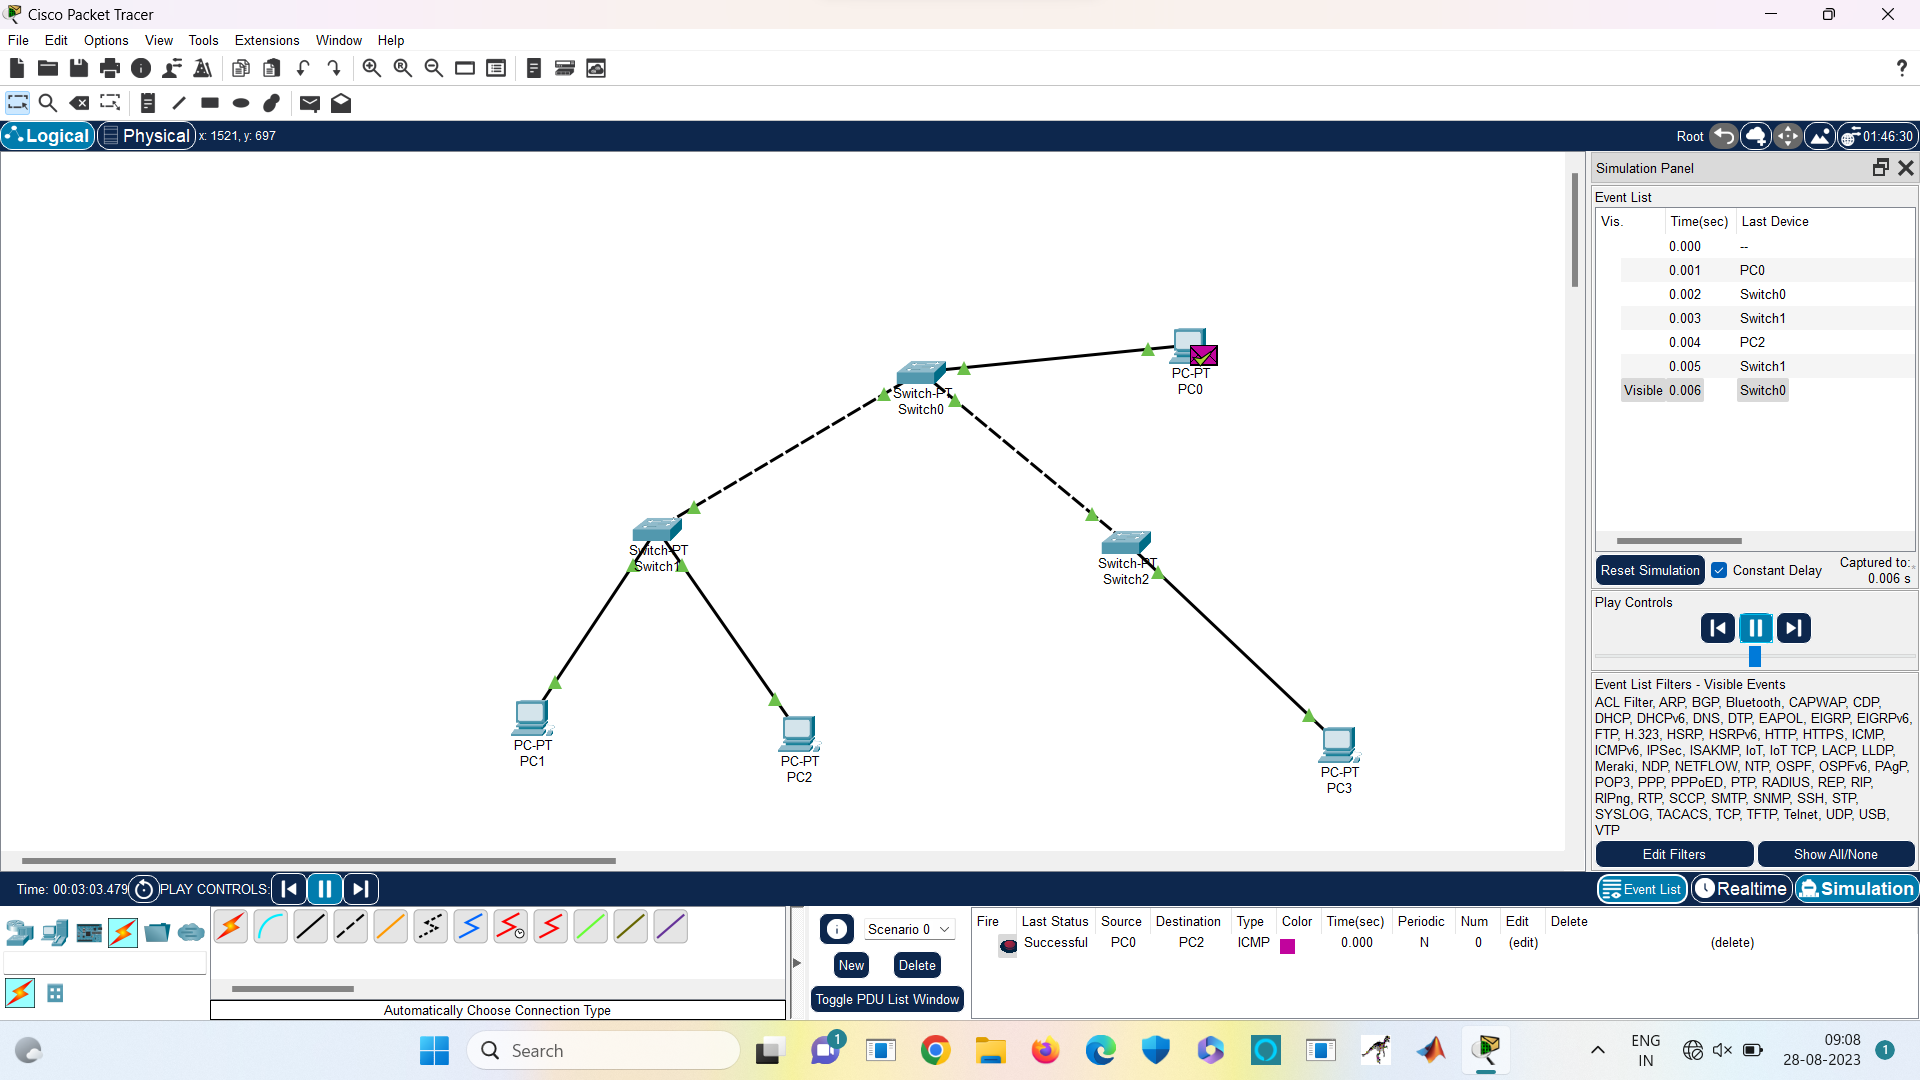 Cisco Packet Tracer
File Edit Options View Tools Extensions Window Help
?
Logical Physical x: 1521, y: 697 Root 01:46:30
Simulation Panel
Event List
Vis. Time(sec) Last Device
0.000 --
0.001 PC0
0.002 Switch0
0.003 Switch1
0.004 PC2
0.005 Switch1
Visible 0.006 Switch0
Reset Simulation Constant Delay Captured to:
0.006 s
Play Controls
Event List Filters - Visible Events
ACL Filter, ARP, BGP, Bluetooth, CAPWAP, CDP,
DHCP, DHCPv6, DNS, DTP, EAPOL, EIGRP, EIGRPv6,
FTP, H.323, HSRP, HSRPv6, HTTP, HTTPS, ICMP,
ICMPv6, IPSec, ISAKMP, IoT, IoT TCP, LACP, LLDP,
Meraki, NDP, NETFLOW, NTP, OSPF, OSPFv6, PAgP,
POP3, PPP, PPPoED, PTP, RADIUS, REP, RIP,
RIPng, RTP, SCCP, SMTP, SNMP, SSH, STP,
SYSLOG, TACACS, TCP, TFTP, Telnet, UDP, USB,
VTP
Edit Filters Show All/None
PC-PT
PC0
Switch-PT
Switch0
Switch-PT
Switch1
Switch-PT
Switch2
PC-PT
PC1
PC-PT
PC2
PC-PT
PC3
Time: 00:03:03.479 PLAY CONTROLS: Event List Realtime Simulation
Automatically Choose Connection Type
Scenario 0
New Delete
Toggle PDU List Window
Fire Last Status Source Destination Type Color Time(sec) Periodic Num Edit Delete
Successful PC0 PC2 ICMP 0.000 N 0 (edit) (delete)
Search
1
ENG
IN
09:08
28-08-2023
1